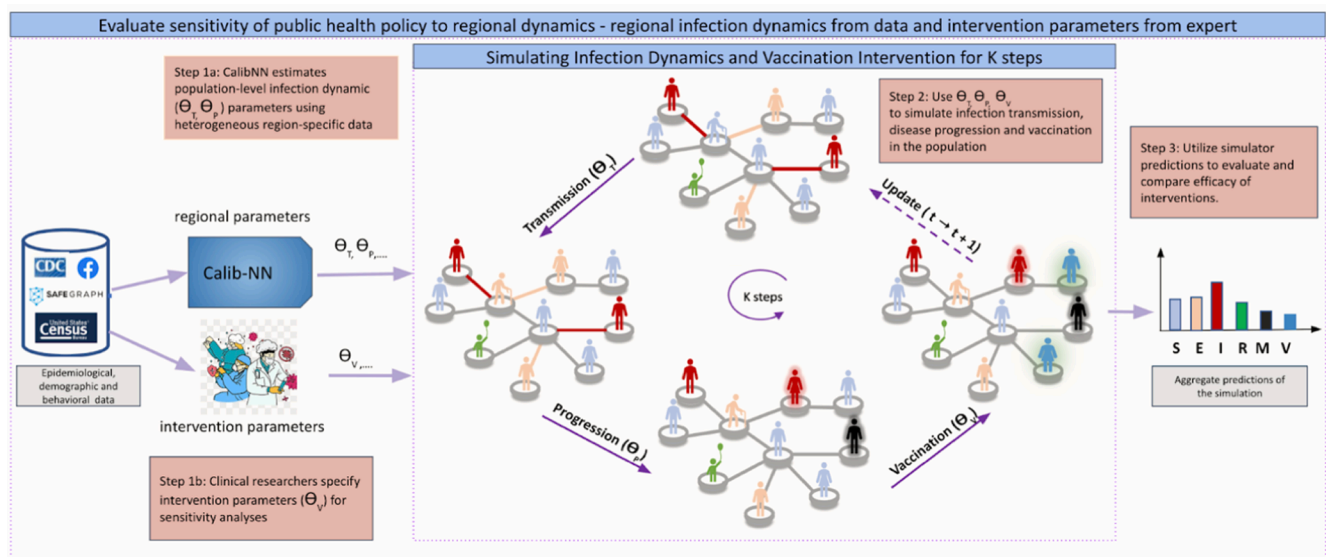 Evaluate sensitivity of public health policy to regional dynamics - regional infection dynamics from data and intervention parameters from expert
Simulating Infection Dynamics and Vaccination Intervention for K steps
Step 1a: CalibNN estimates
population-level infection dynamic
(Θ_T, Θ_P) parameters using
heterogeneous region-specific data
Step 2: Use Θ_T, Θ_P, Θ_V
to simulate infection transmission,
disease progression and vaccination
in the population
Step 3: Utilize simulator
predictions to evaluate and
compare efficacy of
interventions.
regional parameters
CDC
SAFEGRAPH
United States
Census
Bureau
Calib-NN
Θ_T, Θ_P,....
Θ_V,....
Epidemiological,
demographic and
behavioral data
intervention parameters
Step 1b: Clinical researchers specify
intervention parameters (Θ_V) for
sensitivity analyses
Transmission (Θ_T)
Update (t → t + 1)
K steps
Progression (Θ_P)
Vaccination (Θ_V)
S E I R M V
Aggregate predictions of
the simulation